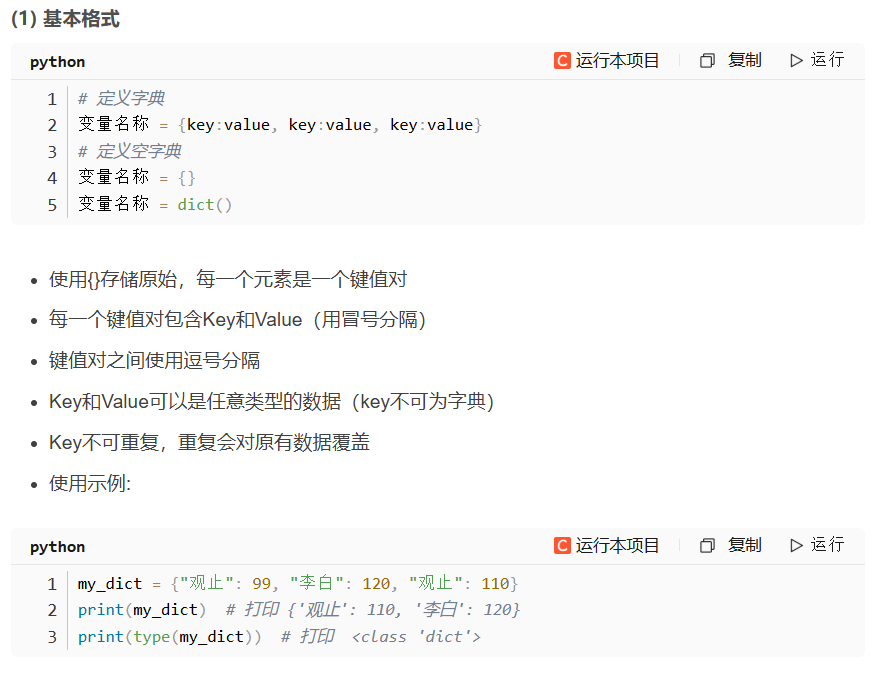 (1) 基本格式
python
C 运行本项目 复制 运行
1 # 定义字典
2 变量名称 = {key:value, key:value, key:value}
3 # 定义空字典
4 变量名称 = {}
5 变量名称 = dict()
• 使用{}存储原始，每一个元素是一个键值对
• 每一个键值对包含Key和Value（用冒号分隔）
• 键值对之间使用逗号分隔
• Key和Value可以是任意类型的数据（key不可为字典）
• Key不可重复，重复会对原有数据覆盖
• 使用示例:
python
C 运行本项目 复制 运行
1 my_dict = {"观止": 99, "李白": 120, "观止": 110}
2 print(my_dict)  # 打印 {'观止': 110, '李白': 120}
3 print(type(my_dict))  # 打印  <class 'dict'>